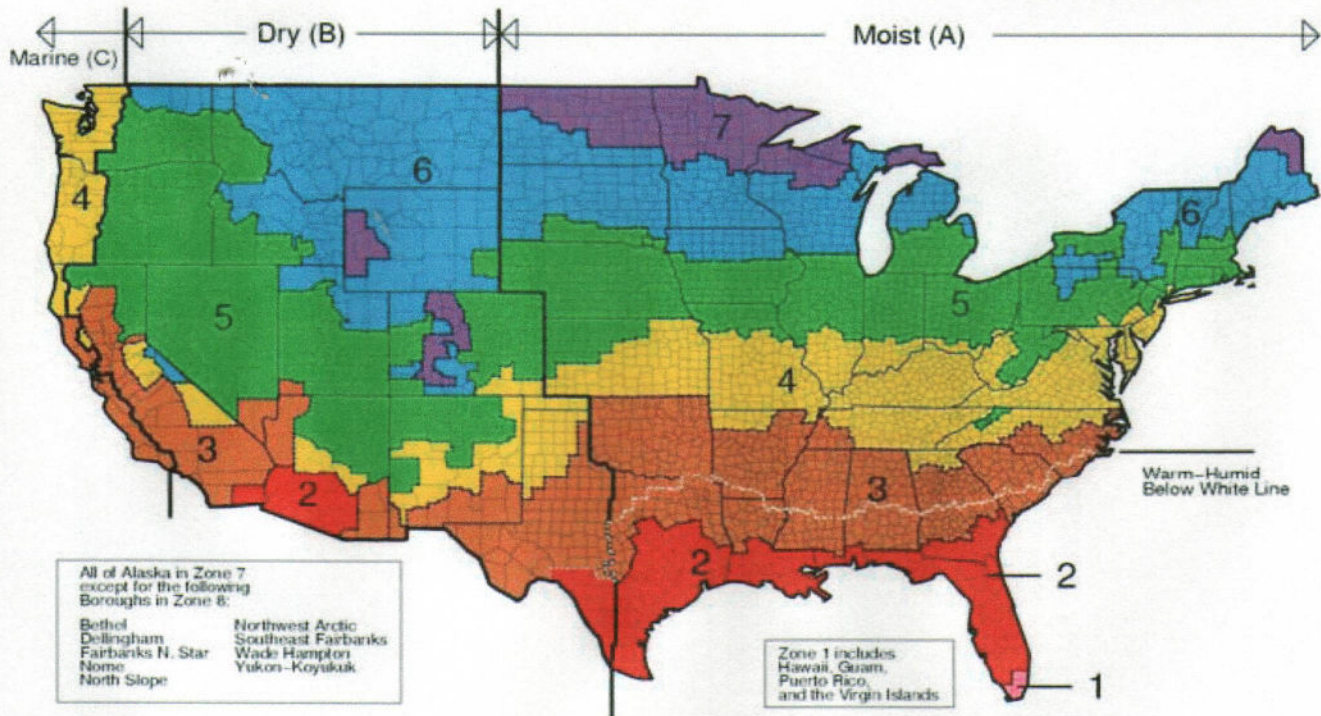 Dry (B)
Moist (A)
Marine (C)
7
6
4
6
5
5
4
3
3
Warm-Humid
Below White Line
2
2
2
1
All of Alaska in Zone 7
except for the following
Boroughs in Zone 8:
Bethel
Dellingham
Fairbanks N. Star
Nome
North Slope
Northwest Arctic
Southeast Fairbanks
Wade Hampton
Yukon-Koyukuk
Zone 1 includes
Hawaii, Guam,
Puerto Rico,
and the Virgin Islands